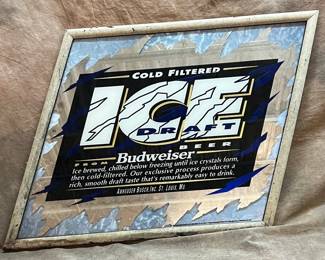 COLD FILTERED
ICE
DRAFT
BEER
FROM
Budweiser
Ice brewed, chilled below freezing until ice crystals form,
then cold-filtered. Our exclusive process produces a
rich, smooth draft taste that's remarkably easy to drink.
ANHEUSER-BUSCH, INC. ST. LOUIS, MO